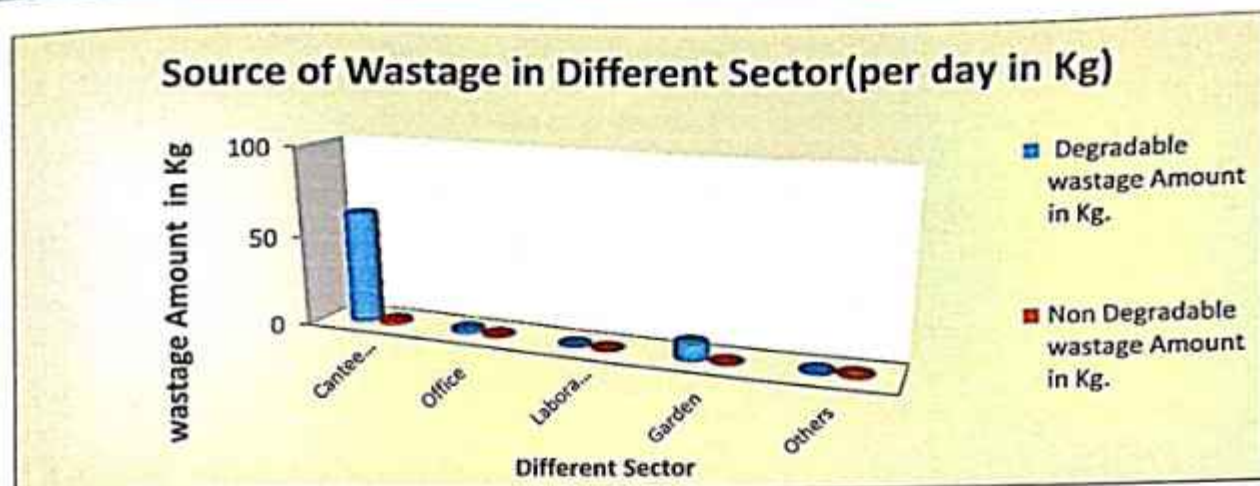 Source of Wastage in Different Sector(per day in Kg)
wastage Amount in Kg
100
50
0
Cantee...
Office
Labora...
Garden
Others
Different Sector
Degradable
wastage Amount
in Kg.
Non Degradable
wastage Amount
in Kg.